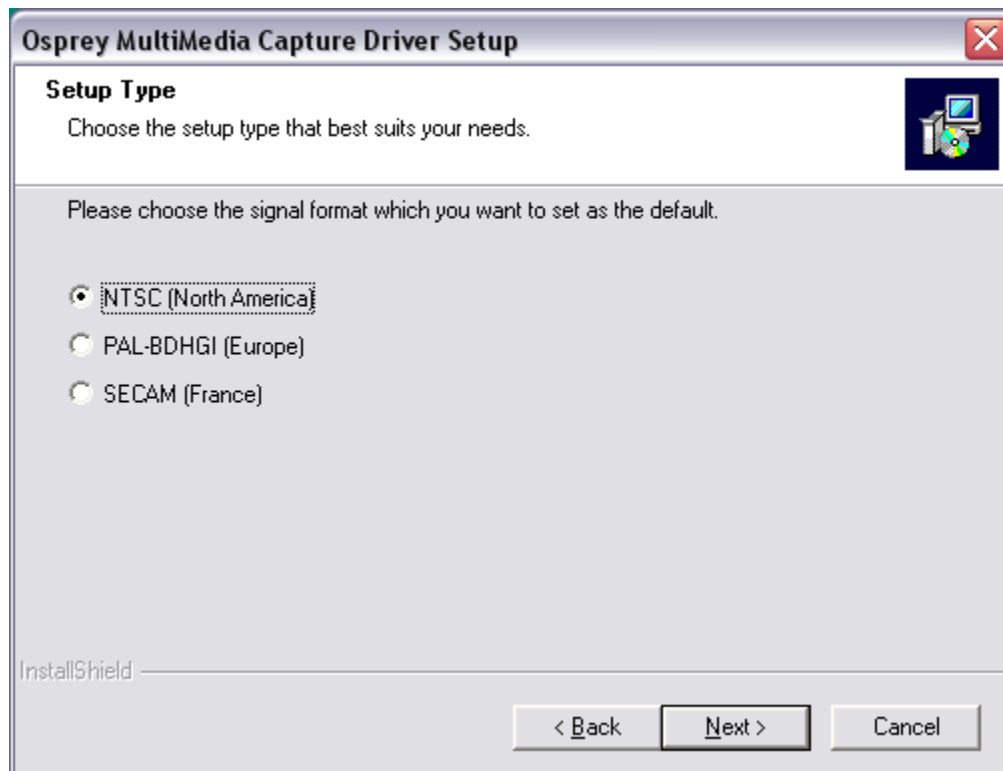 Osprey MultiMedia Capture Driver Setup
Setup Type
Choose the setup type that best suits your needs.
Please choose the signal format which you want to set as the default.
NTSC (North America)
PAL-BDHGI (Europe)
SECAM (France)
InstallShield
< Back Next > Cancel